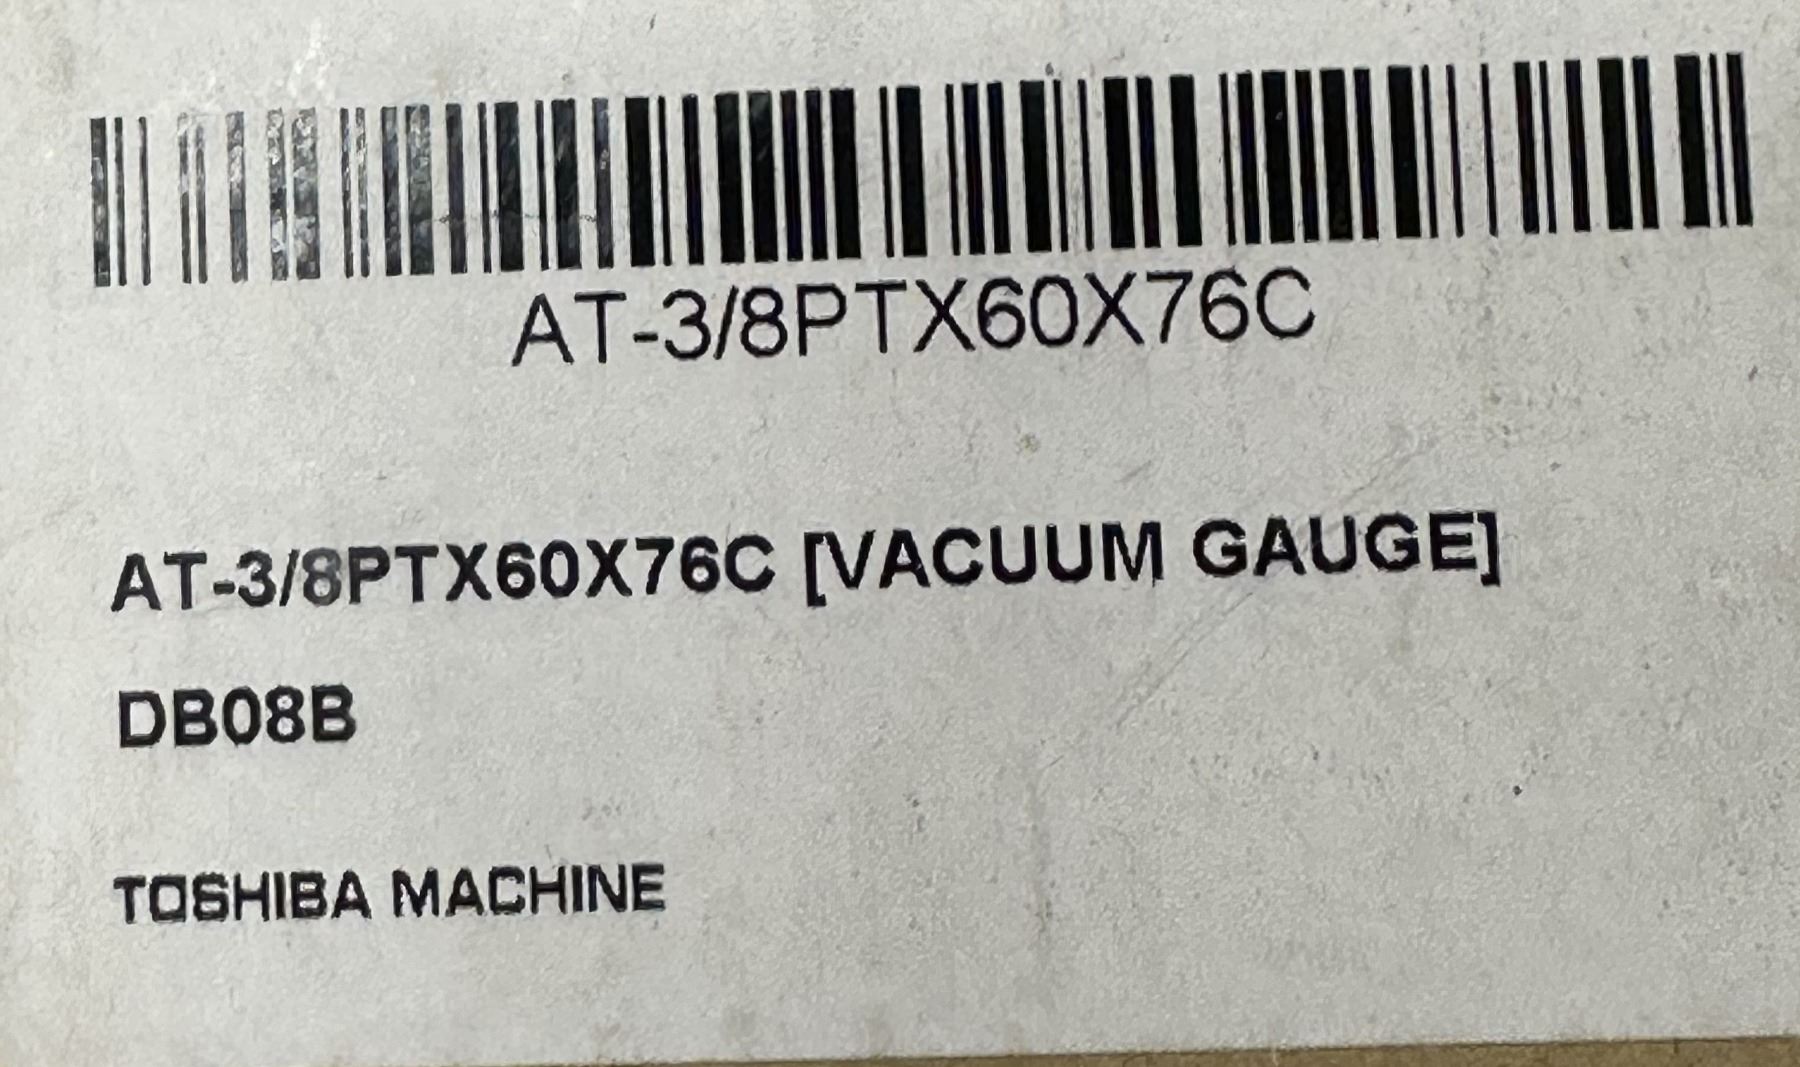 AT-3/8PTX60X76C
AT-3/8PTX60X76C [VACUUM GAUGE]
DB08B
TOSHIBA MACHINE